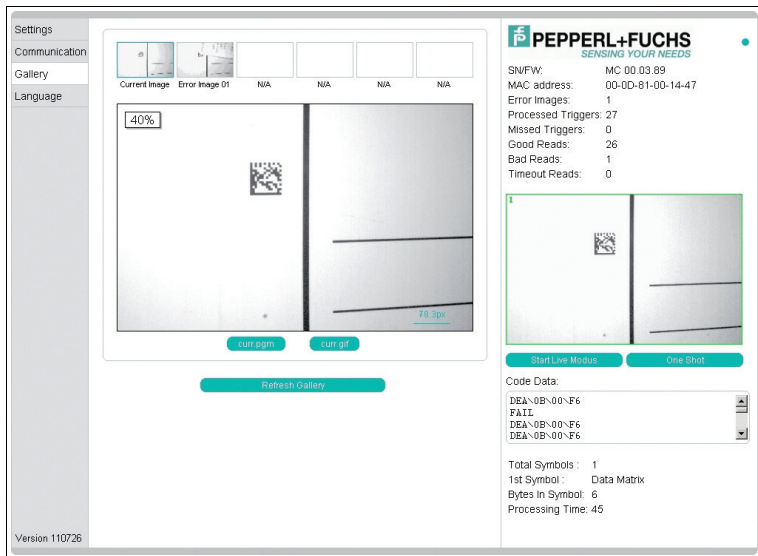 Settings
Communication
Gallery
Language
Version 110726
Current Image
Error Image 01
N/A
N/A
N/A
N/A
40%
78,3px
curr.pgm
curr.gif
Refresh Gallery
PEPPERL+FUCHS
SENSING YOUR NEEDS
SN/FW: MC 00.03.89
MAC address: 00-0D-81-00-14-47
Error Images: 1
Processed Triggers: 27
Missed Triggers: 0
Good Reads: 26
Bad Reads: 1
Timeout Reads: 0
1
Start Live Modus
One Shot
Code Data:
DEA\0B\00\F6
FAIL
DEA\0B\00\F6
DEA\0B\00\F6
Total Symbols : 1
1st Symbol : Data Matrix
Bytes In Symbol: 6
Processing Time: 45